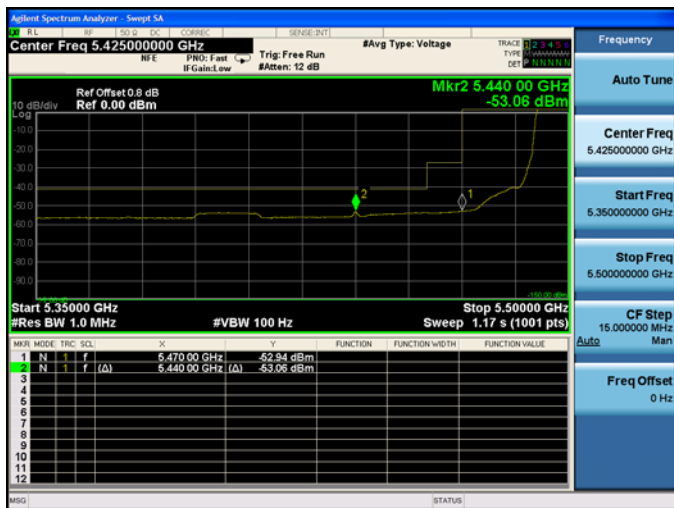 Agilent Spectrum Analyzer - Swept SA
RL RF 50 Ω DC CORREC SENSE:INT
Center Freq 5.425000000 GHz
NFE PNO: Fast IFGain:Low
Trig: Free Run
#Atten: 12 dB
#Avg Type: Voltage
TRACE 1 2 3 4 5 6
TYPE
DET P N N N N N
Mkr2 5.440 00 GHz
-53.06 dBm
Ref Offset 0.8 dB
10 dB/div Ref 0.00 dBm
Log
-10.0
-20.0
-30.0
-40.0
-50.0
-60.0
-70.0
-80.0
-90.0
2
1
-150.00 dBm
Start 5.35000 GHz Stop 5.50000 GHz
#Res BW 1.0 MHz #VBW 100 Hz Sweep 1.17 s (1001 pts)
MKR MODE TRC SCL X Y FUNCTION FUNCTION WIDTH FUNCTION VALUE
1 N 1 f 5.470 00 GHz -52.94 dBm
2 N 1 f (Δ) 5.440 00 GHz (Δ) -53.06 dBm
3
4
5
6
7
8
9
10
11
12
MSG STATUS
Frequency
Auto Tune
Center Freq
5.425000000 GHz
Start Freq
5.350000000 GHz
Stop Freq
5.500000000 GHz
CF Step
15.000000 MHz
Auto Man
Freq Offset
0 Hz